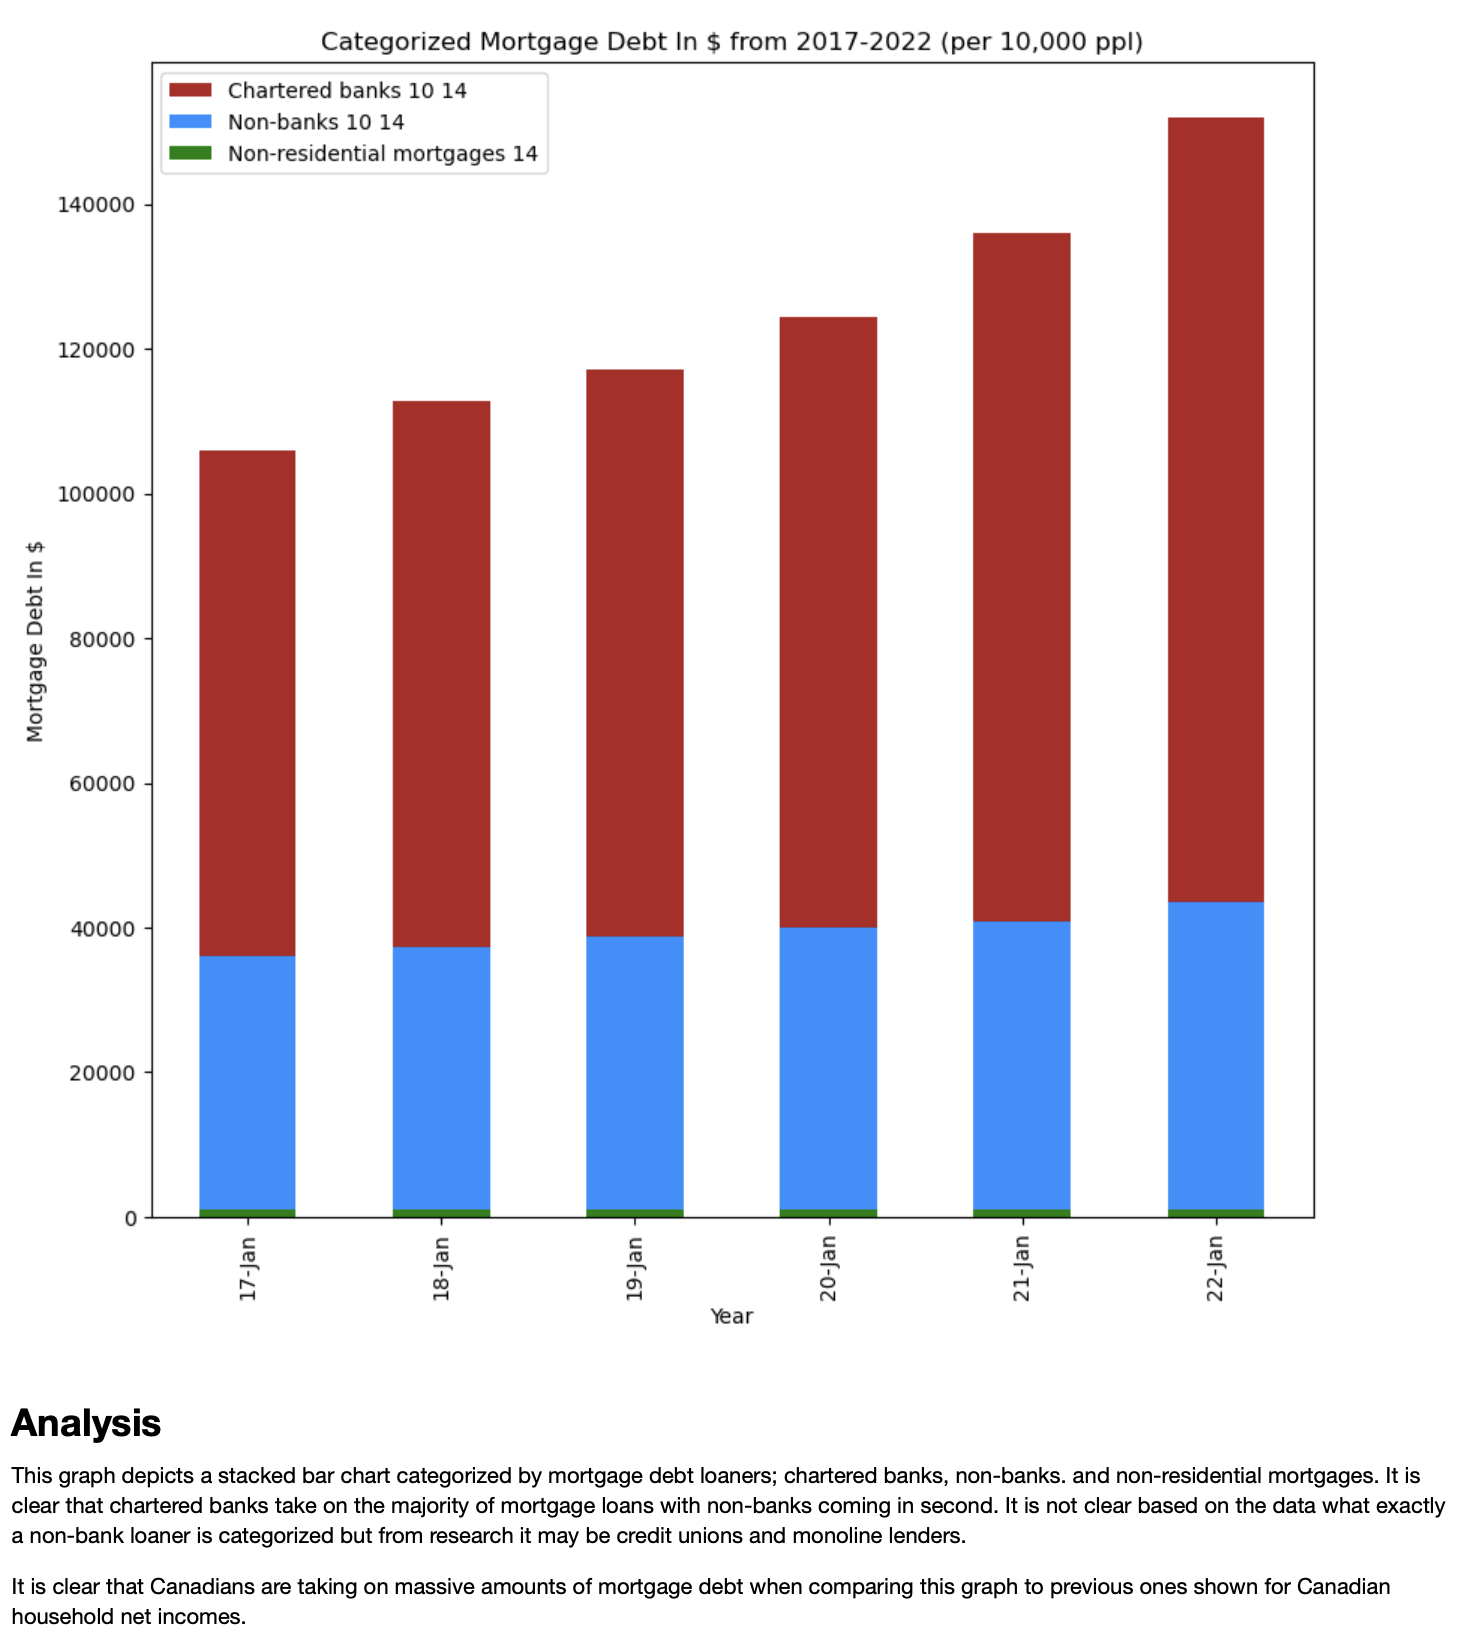 Categorized Mortgage Debt In $ from 2017-2022 (per 10,000 ppl)
Chartered banks 10 14
Non-banks 10 14
Non-residential mortgages 14
140000
120000
100000
80000
60000
40000
20000
0
Mortgage Debt In $
17-Jan
18-Jan
19-Jan
20-Jan
21-Jan
22-Jan
Year
Analysis
This graph depicts a stacked bar chart categorized by mortgage debt loaners; chartered banks, non-banks. and non-residential mortgages. It is
clear that chartered banks take on the majority of mortgage loans with non-banks coming in second. It is not clear based on the data what exactly
a non-bank loaner is categorized but from research it may be credit unions and monoline lenders.
It is clear that Canadians are taking on massive amounts of mortgage debt when comparing this graph to previous ones shown for Canadian
household net incomes.